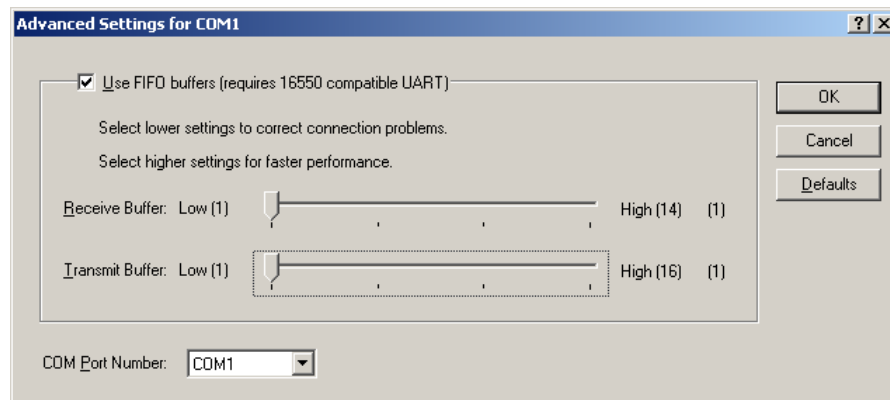 Advanced Settings for COM1
Use FIFO buffers (requires 16550 compatible UART)
OK
Select lower settings to correct connection problems.
Cancel
Select higher settings for faster performance.
Defaults
Receive Buffer: Low (1) High (14) (1)
Transmit Buffer: Low (1) High (16) (1)
COM Port Number: COM1